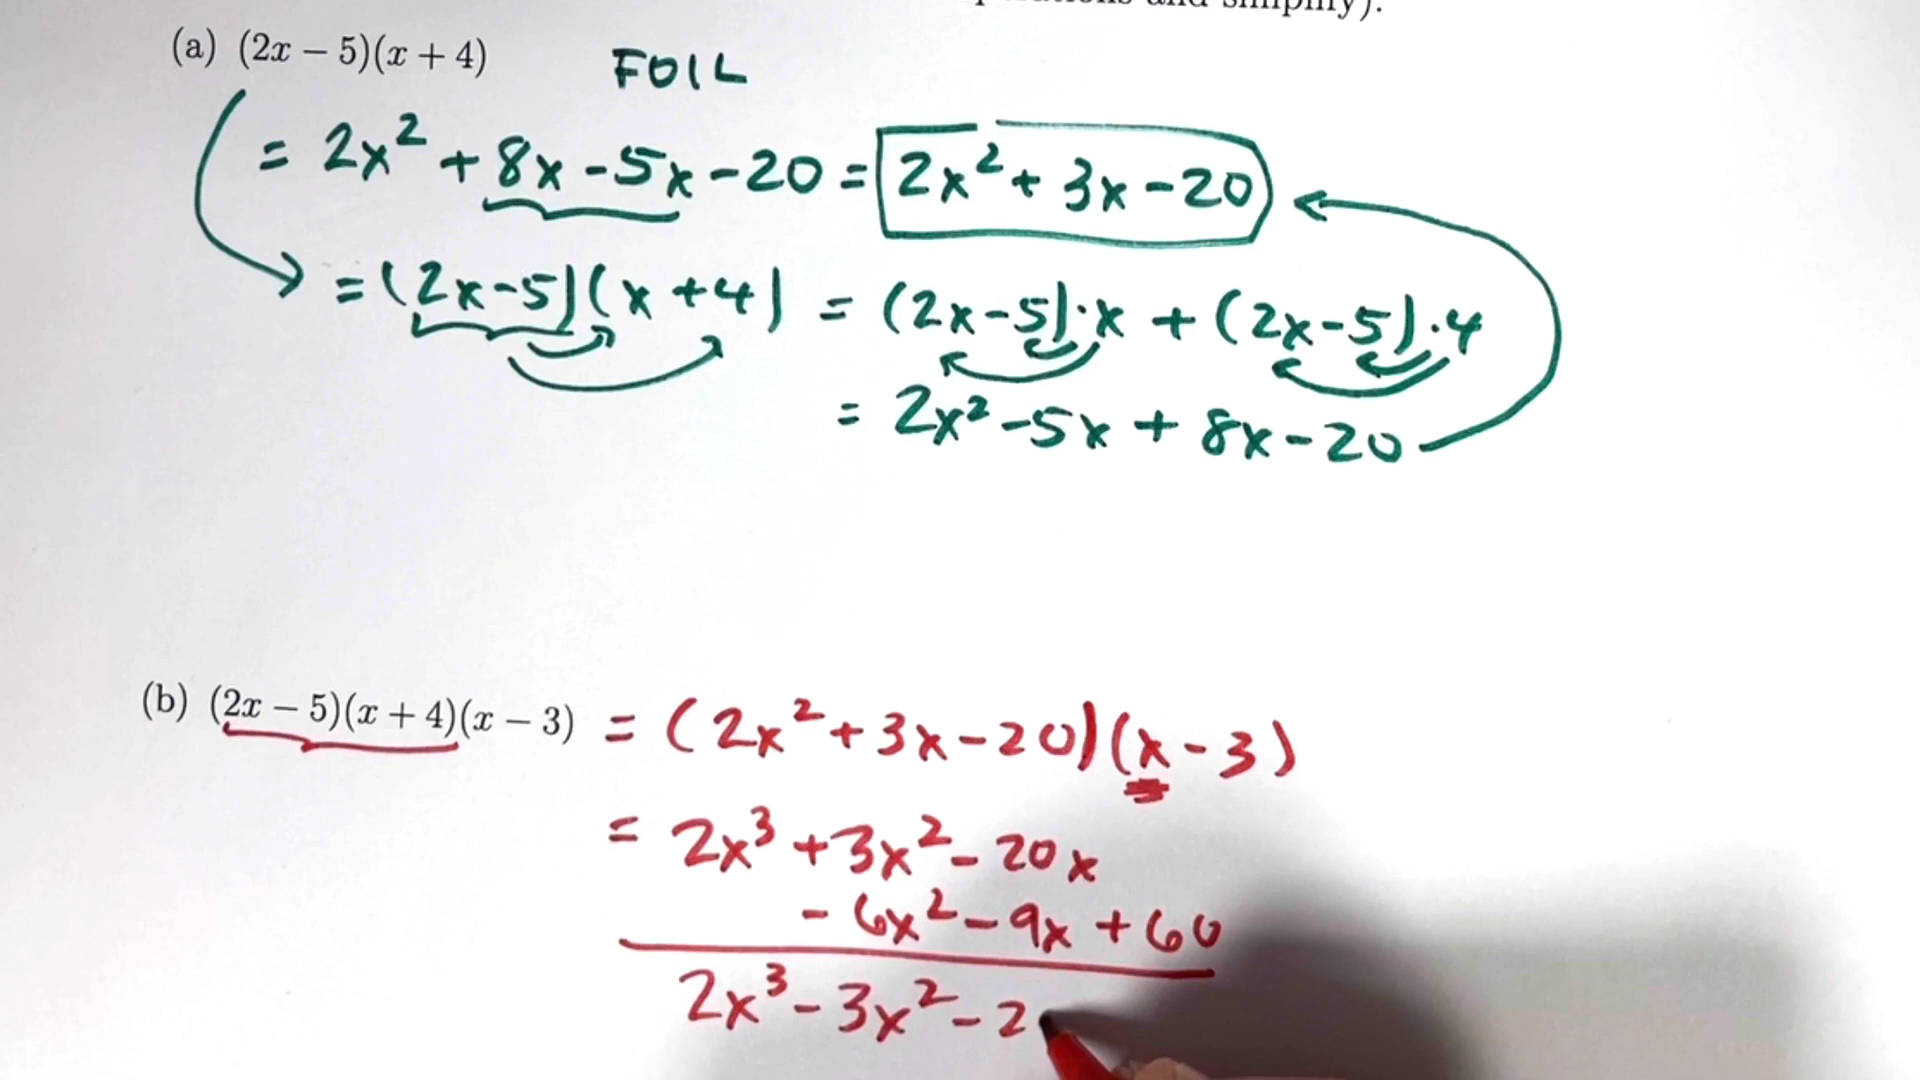 and simplify).
(a) (2x − 5)(x + 4) FOIL
= 2x² + 8x − 5x − 20 = 2x² + 3x − 20
= (2x − 5)(x + 4) = (2x − 5)·x + (2x − 5)·4
= 2x² − 5x + 8x − 20
(b) (2x − 5)(x + 4)(x − 3) = (2x² + 3x − 20)(x − 3)
= 2x³ + 3x² − 20x
− 6x² − 9x + 60
2x³ − 3x² − 2